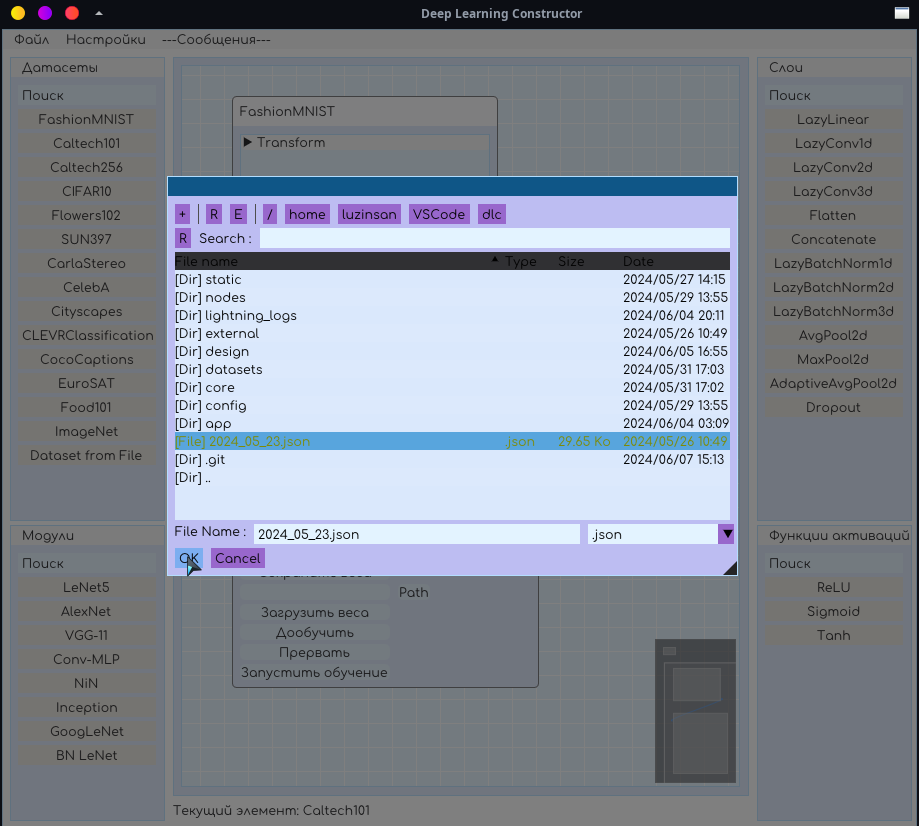 Deep Learning Constructor
Файл Настройки ---Сообщения---
Датасеты
Поиск
FashionMNIST
Caltech101
Caltech256
CIFAR10
Flowers102
SUN397
CarlaStereo
CelebA
Cityscapes
CLEVRClassification
CocoCaptions
EuroSAT
Food101
ImageNet
Dataset from File
Модули
Поиск
LeNet5
AlexNet
VGG-11
Conv-MLP
NiN
Inception
GoogLeNet
BN LeNet
FashionMNIST
Transform
+ | R E | / home luzinsan VSCode dlc
R Search :
File name Type Size Date
[Dir] static 2024/05/27 14:15
[Dir] nodes 2024/05/29 13:55
[Dir] lightning_logs 2024/06/04 20:11
[Dir] external 2024/05/26 10:49
[Dir] design 2024/06/05 16:55
[Dir] datasets 2024/05/31 17:03
[Dir] core 2024/05/31 17:02
[Dir] config 2024/05/29 13:55
[Dir] app 2024/06/04 03:09
[File] 2024_05_23.json .json 29.65 Ko 2024/05/26 10:49
[Dir] .git 2024/06/07 15:13
[Dir] ..
File Name : 2024_05_23.json .json
OK Cancel
Path
Загрузить веса
Дообучить
Прервать
Запустить обучение
Текущий элемент: Caltech101
Слои
Поиск
LazyLinear
LazyConv1d
LazyConv2d
LazyConv3d
Flatten
Concatenate
LazyBatchNorm1d
LazyBatchNorm2d
LazyBatchNorm3d
AvgPool2d
MaxPool2d
AdaptiveAvgPool2d
Dropout
Функции активаций
Поиск
ReLU
Sigmoid
Tanh